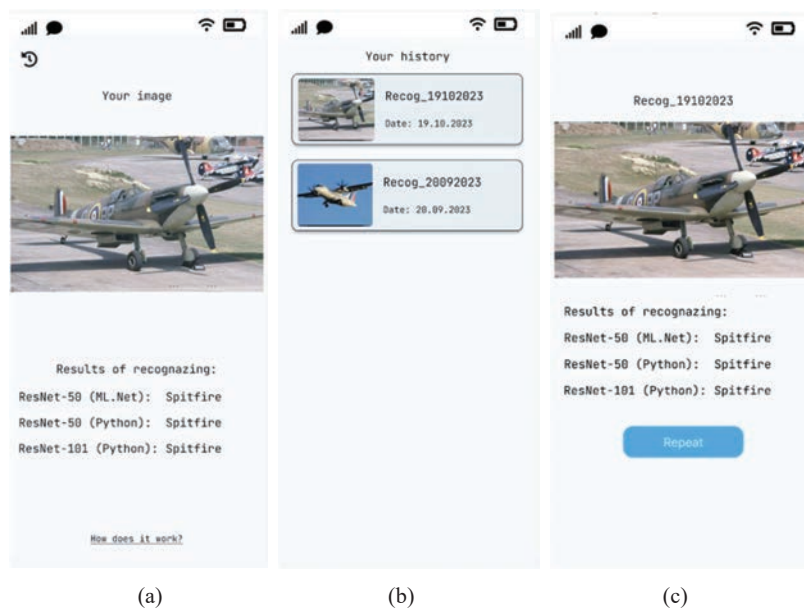 Your image
Results of recognazing:
ResNet-50 (ML.Net): Spitfire
ResNet-50 (Python): Spitfire
ResNet-101 (Python): Spitfire
How does it work?
(a)
Your history
Recog_19102023
Date: 19.10.2023
Recog_20092023
Date: 20.09.2023
(b)
Recog_19102023
Results of recognazing:
ResNet-50 (ML.Net): Spitfire
ResNet-50 (Python): Spitfire
ResNet-101 (Python): Spitfire
Repeat
(c)